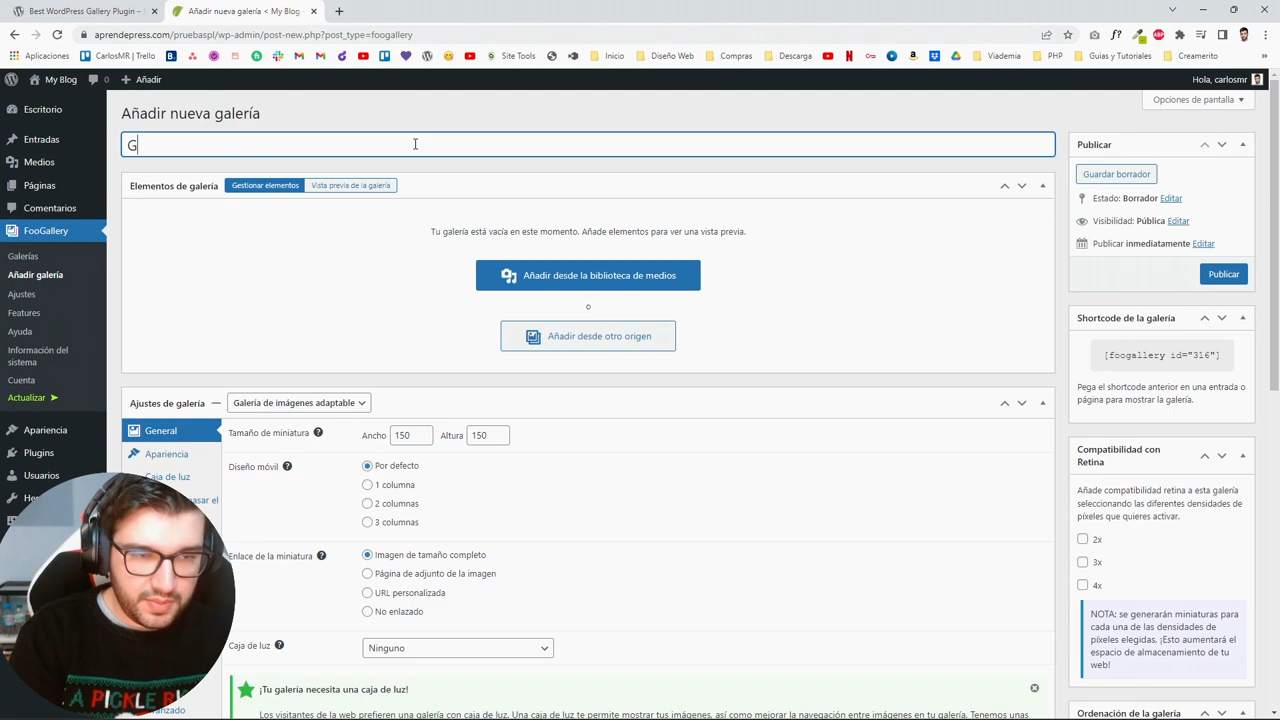 Best WordPress Gallery Plugin –
Añadir nueva galería < My Blog
aprendepress.com/pruebaspl/wp-admin/post-new.php?post_type=foogallery
Aplicaciones
CarlosMR | Trello
Site Tools
Inicio
Diseño Web
Compras
Descarga
Viademia
PHP
Guias y Tutoriales
Creamerito
My Blog
0
Añadir
Hola, carlosmr
Escritorio
Entradas
Medios
Páginas
Comentarios
FooGallery
Galerías
Añadir galería
Ajustes
Features
Ayuda
Información del
sistema
Cuenta
Actualizar
Apariencia
Plugins
Usuarios
Añadir nueva galería
Opciones de pantalla
G
Elementos de galería
Gestionar elementos
Vista previa de la galería
Tu galería está vacía en este momento. Añade elementos para ver una vista previa.
Añadir desde la biblioteca de medios
o
Añadir desde otro origen
Ajustes de galería —
Galería de imágenes adaptable
General
Apariencia
Caja de luz
Tamaño de miniatura
Ancho
150
Altura
150
Diseño móvil
Por defecto
1 columna
2 columnas
3 columnas
Enlace de la miniatura
Imagen de tamaño completo
Página de adjunto de la imagen
URL personalizada
No enlazado
Caja de luz
Ninguno
¡Tu galería necesita una caja de luz!
Los visitantes de la web prefieren una galería con caja de luz. Una caja de luz te permite mostrar tus imágenes, así como mejorar la navegación entre imágenes en tu galería. Tenemos unas
Publicar
Guardar borrador
Estado: Borrador Editar
Visibilidad: Pública Editar
Publicar inmediatamente Editar
Publicar
Shortcode de la galería
[foogallery id="316"]
Pega el shortcode anterior en una entrada o
página para mostrar la galería.
Compatibilidad con
Retina
Añade compatibilidad retina a esta galería
seleccionando las diferentes densidades de
píxeles que quieres activar.
2x
3x
4x
NOTA: se generarán miniaturas para
cada una de las densidades de
píxeles elegidas, ¡Esto aumentará el
espacio de almacenamiento de tu
web!
Ordenación de la galería
A PICKLE RI